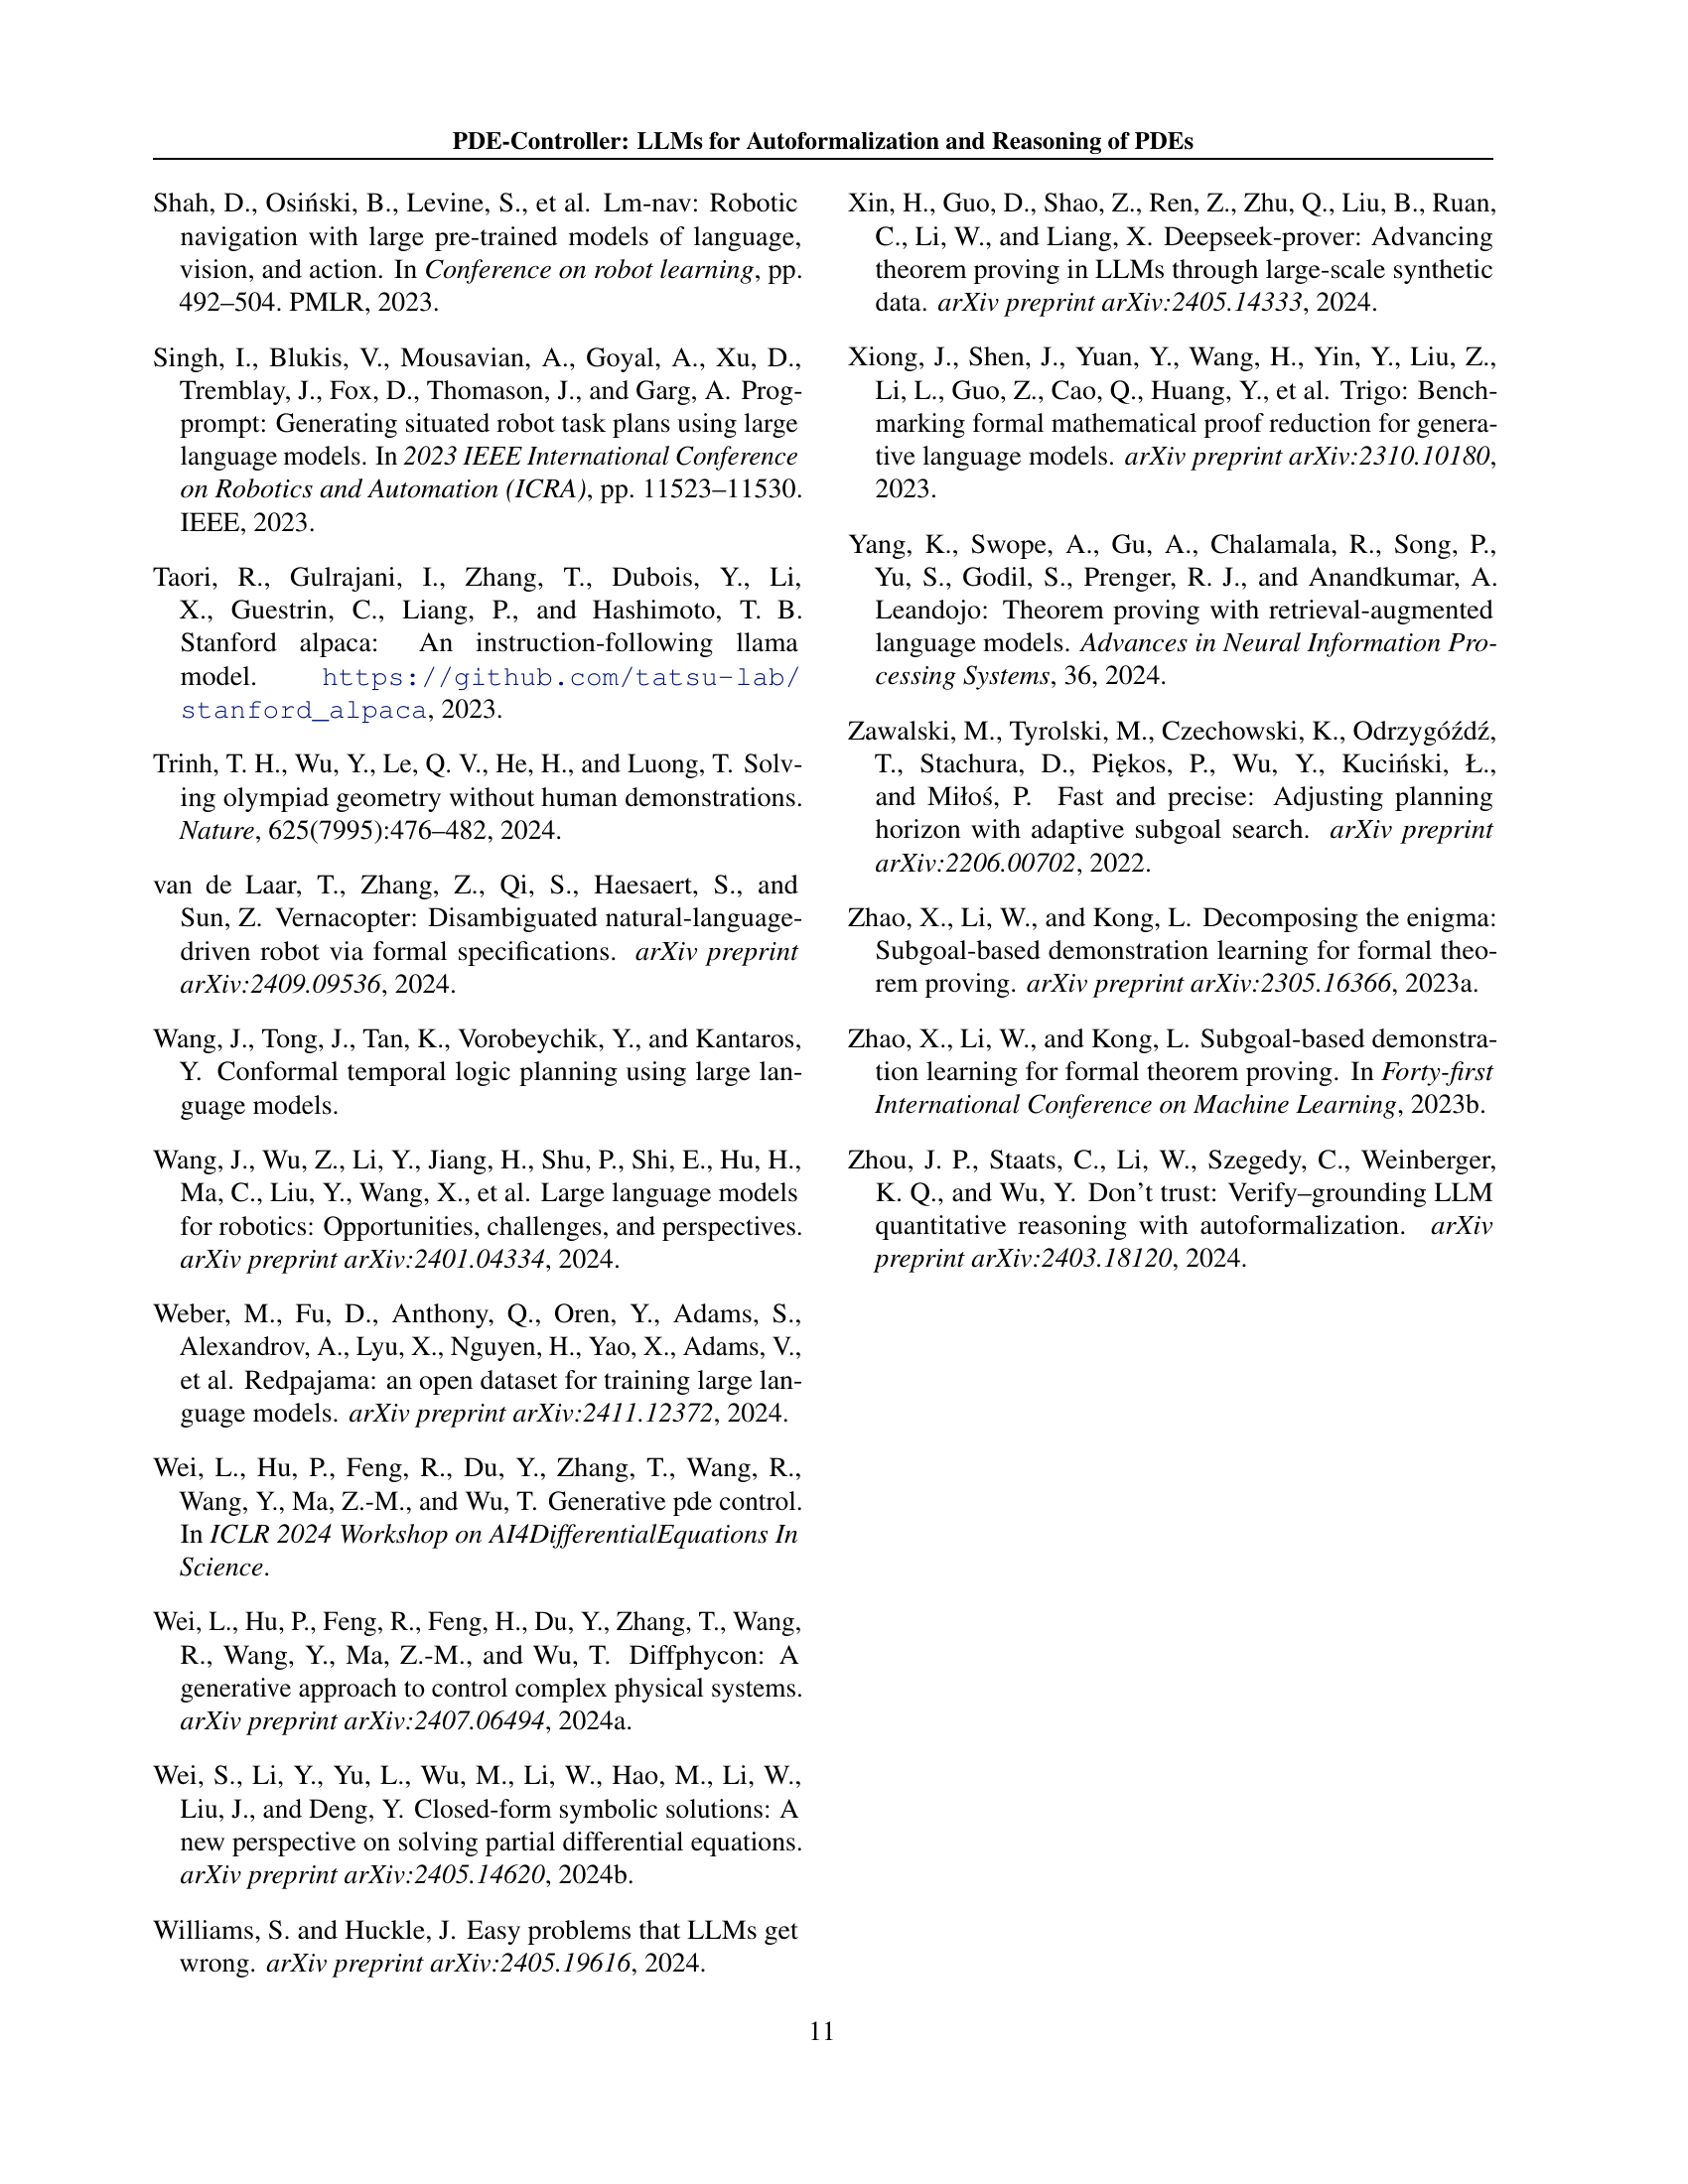 PDE-Controller: LLMs for Autoformalization and Reasoning of PDEs
Shah, D., Osiński, B., Levine, S., et al. Lm-nav: Robotic
navigation with large pre-trained models of language,
vision, and action. In Conference on robot learning, pp.
492–504. PMLR, 2023.
Singh, I., Blukis, V., Mousavian, A., Goyal, A., Xu, D.,
Tremblay, J., Fox, D., Thomason, J., and Garg, A. Prog-
prompt: Generating situated robot task plans using large
language models. In 2023 IEEE International Conference
on Robotics and Automation (ICRA), pp. 11523–11530.
IEEE, 2023.
Taori, R., Gulrajani, I., Zhang, T., Dubois, Y., Li,
X., Guestrin, C., Liang, P., and Hashimoto, T. B.
Stanford alpaca: An instruction-following llama
model. https://github.com/tatsu-lab/
stanford_alpaca, 2023.
Trinh, T. H., Wu, Y., Le, Q. V., He, H., and Luong, T. Solv-
ing olympiad geometry without human demonstrations.
Nature, 625(7995):476–482, 2024.
van de Laar, T., Zhang, Z., Qi, S., Haesaert, S., and
Sun, Z. Vernacopter: Disambiguated natural-language-
driven robot via formal specifications. arXiv preprint
arXiv:2409.09536, 2024.
Wang, J., Tong, J., Tan, K., Vorobeychik, Y., and Kantaros,
Y. Conformal temporal logic planning using large lan-
guage models.
Wang, J., Wu, Z., Li, Y., Jiang, H., Shu, P., Shi, E., Hu, H.,
Ma, C., Liu, Y., Wang, X., et al. Large language models
for robotics: Opportunities, challenges, and perspectives.
arXiv preprint arXiv:2401.04334, 2024.
Weber, M., Fu, D., Anthony, Q., Oren, Y., Adams, S.,
Alexandrov, A., Lyu, X., Nguyen, H., Yao, X., Adams, V.,
et al. Redpajama: an open dataset for training large lan-
guage models. arXiv preprint arXiv:2411.12372, 2024.
Wei, L., Hu, P., Feng, R., Du, Y., Zhang, T., Wang, R.,
Wang, Y., Ma, Z.-M., and Wu, T. Generative pde control.
In ICLR 2024 Workshop on AI4DifferentialEquations In
Science.
Wei, L., Hu, P., Feng, R., Feng, H., Du, Y., Zhang, T., Wang,
R., Wang, Y., Ma, Z.-M., and Wu, T. Diffphycon: A
generative approach to control complex physical systems.
arXiv preprint arXiv:2407.06494, 2024a.
Wei, S., Li, Y., Yu, L., Wu, M., Li, W., Hao, M., Li, W.,
Liu, J., and Deng, Y. Closed-form symbolic solutions: A
new perspective on solving partial differential equations.
arXiv preprint arXiv:2405.14620, 2024b.
Williams, S. and Huckle, J. Easy problems that LLMs get
wrong. arXiv preprint arXiv:2405.19616, 2024.
Xin, H., Guo, D., Shao, Z., Ren, Z., Zhu, Q., Liu, B., Ruan,
C., Li, W., and Liang, X. Deepseek-prover: Advancing
theorem proving in LLMs through large-scale synthetic
data. arXiv preprint arXiv:2405.14333, 2024.
Xiong, J., Shen, J., Yuan, Y., Wang, H., Yin, Y., Liu, Z.,
Li, L., Guo, Z., Cao, Q., Huang, Y., et al. Trigo: Bench-
marking formal mathematical proof reduction for genera-
tive language models. arXiv preprint arXiv:2310.10180,
2023.
Yang, K., Swope, A., Gu, A., Chalamala, R., Song, P.,
Yu, S., Godil, S., Prenger, R. J., and Anandkumar, A.
Leandojo: Theorem proving with retrieval-augmented
language models. Advances in Neural Information Pro-
cessing Systems, 36, 2024.
Zawalski, M., Tyrolski, M., Czechowski, K., Odrzygóźdź,
T., Stachura, D., Piękos, P., Wu, Y., Kuciński, Ł.,
and Miłoś, P. Fast and precise: Adjusting planning
horizon with adaptive subgoal search. arXiv preprint
arXiv:2206.00702, 2022.
Zhao, X., Li, W., and Kong, L. Decomposing the enigma:
Subgoal-based demonstration learning for formal theo-
rem proving. arXiv preprint arXiv:2305.16366, 2023a.
Zhao, X., Li, W., and Kong, L. Subgoal-based demonstra-
tion learning for formal theorem proving. In Forty-first
International Conference on Machine Learning, 2023b.
Zhou, J. P., Staats, C., Li, W., Szegedy, C., Weinberger,
K. Q., and Wu, Y. Don't trust: Verify–grounding LLM
quantitative reasoning with autoformalization. arXiv
preprint arXiv:2403.18120, 2024.
11